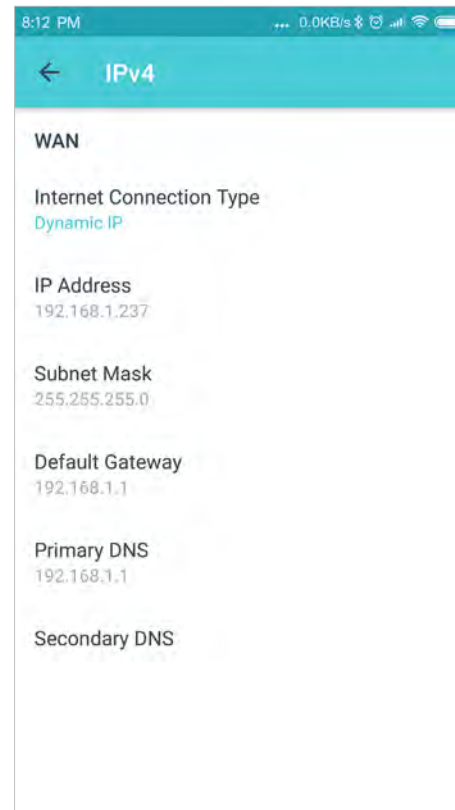 8:12 PM ... 0.0KB/s
IPv4
WAN
Internet Connection Type
Dynamic IP
IP Address
192.168.1.237
Subnet Mask
255.255.255.0
Default Gateway
192.168.1.1
Primary DNS
192.168.1.1
Secondary DNS